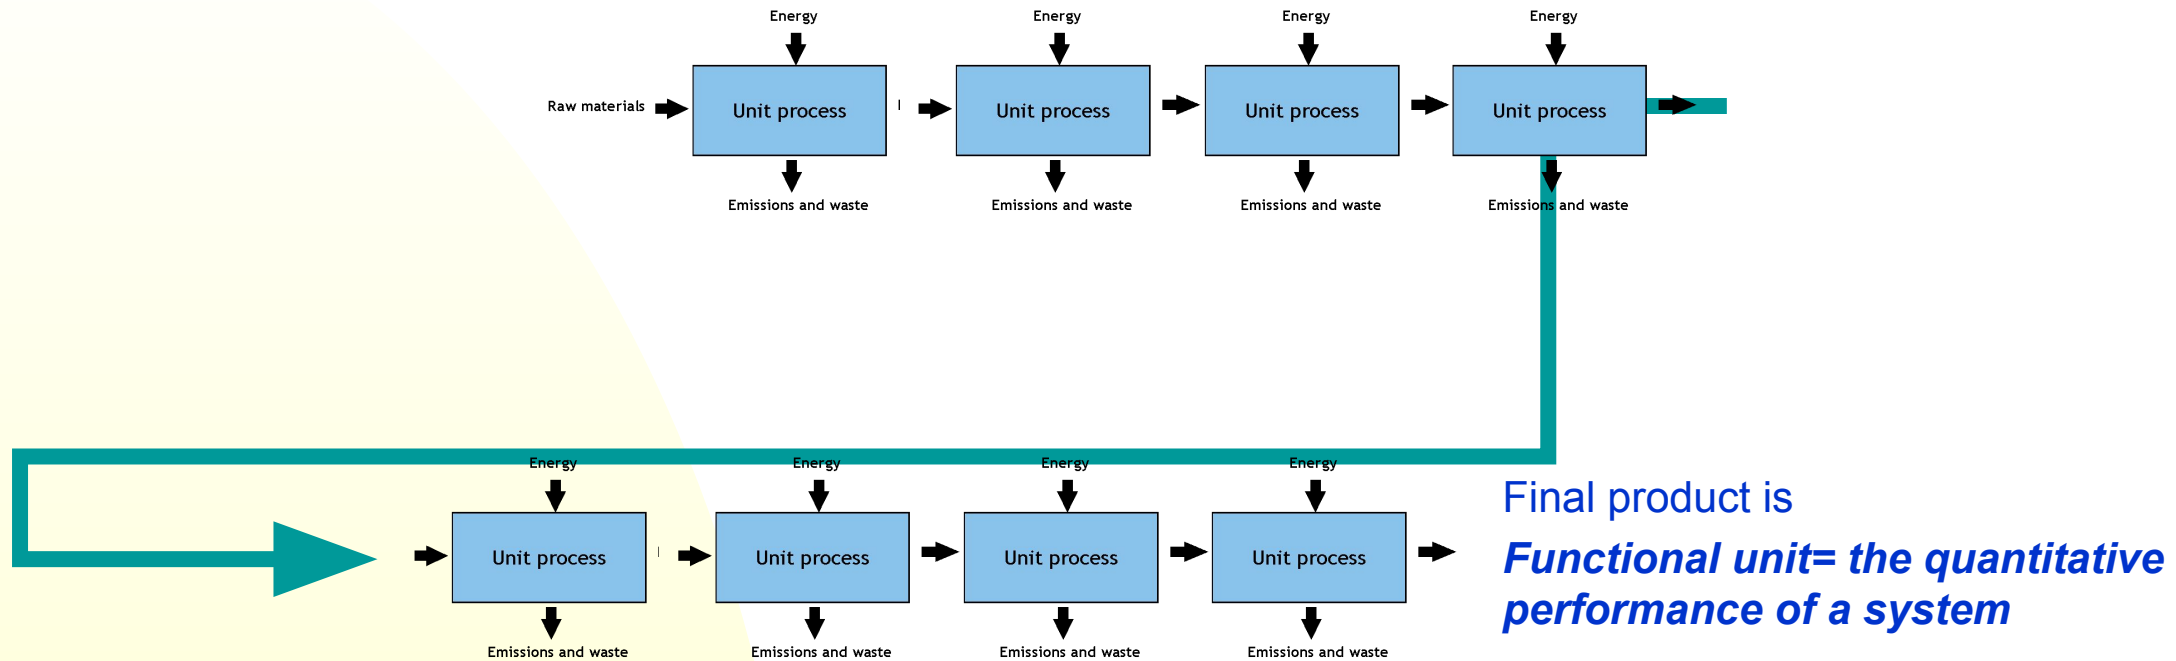 Energy Energy Energy Energy
Raw materials Unit process Unit process Unit process Unit process
Emissions and waste Emissions and waste Emissions and waste Emissions and waste
Energy Energy Energy Energy
Unit process Unit process Unit process Unit process
Emissions and waste Emissions and waste Emissions and waste Emissions and waste
Final product is
Functional unit= the quantitative
performance of a system